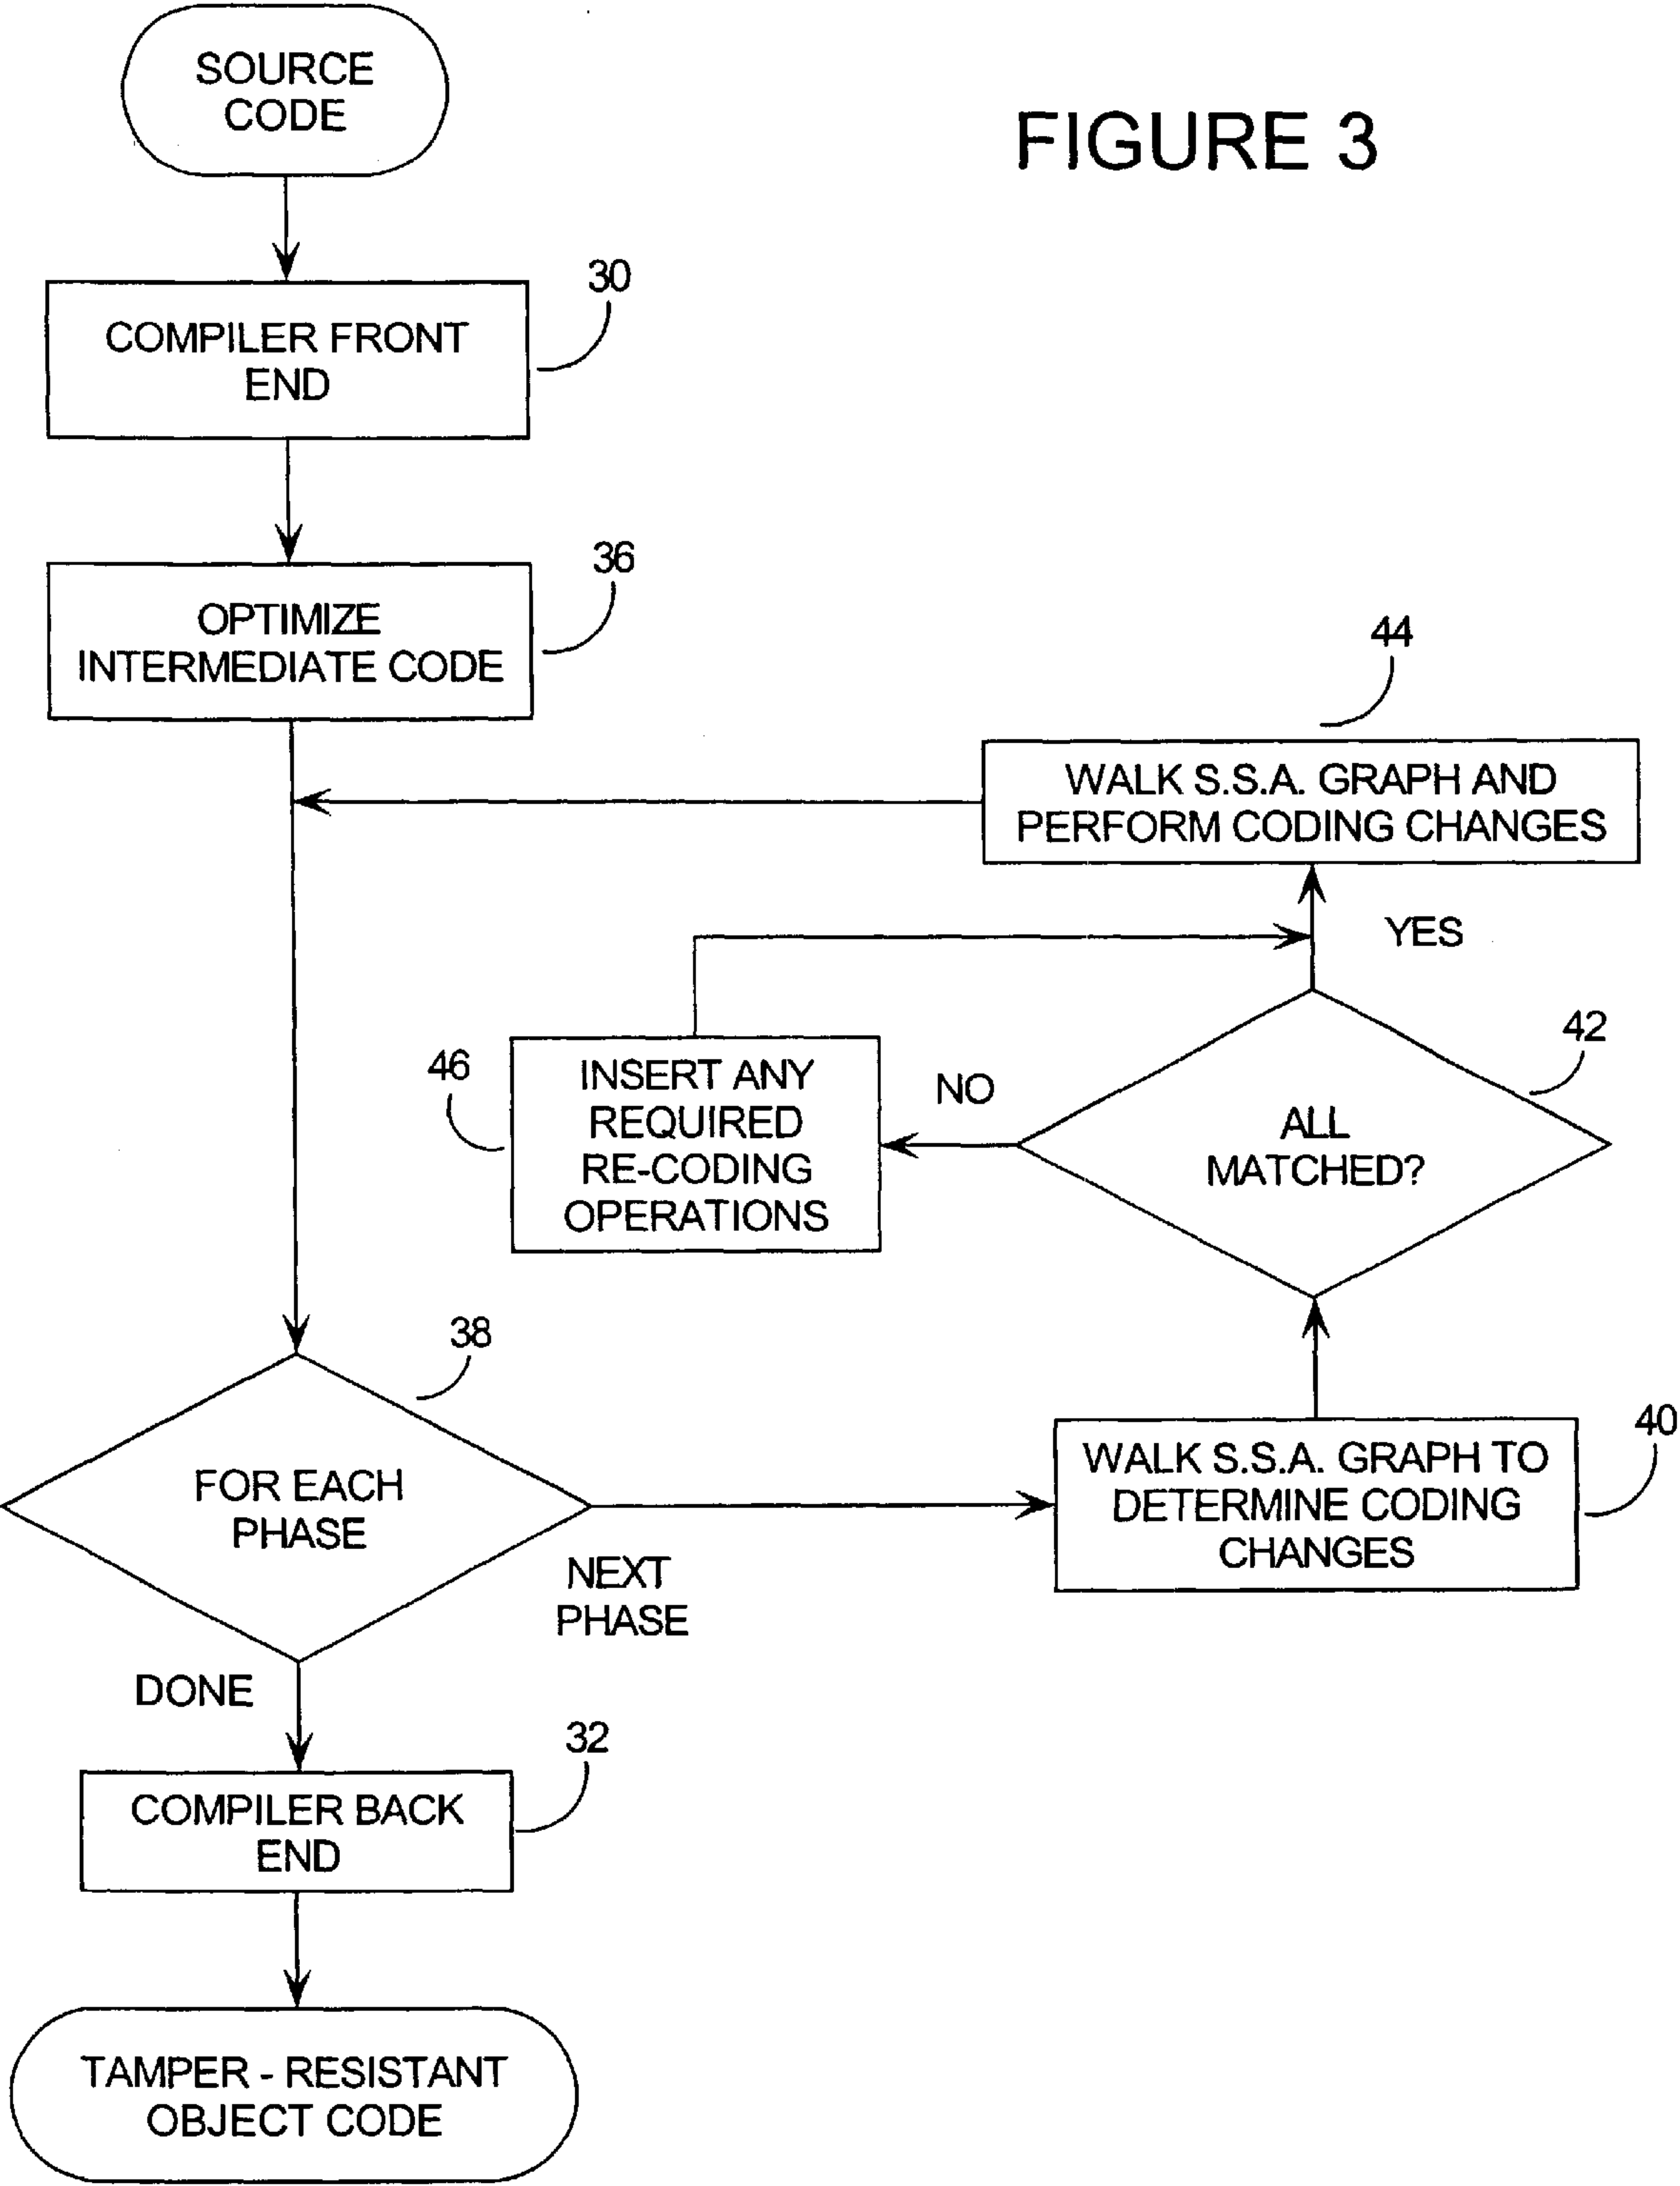 SOURCE
CODE
FIGURE 3
30
COMPILER FRONT
END
36
OPTIMIZE
INTERMEDIATE CODE
44
WALK S.S.A. GRAPH AND
PERFORM CODING CHANGES
YES
42
46
INSERT ANY
REQUIRED
RE-CODING
OPERATIONS
NO
ALL
MATCHED?
38
FOR EACH
PHASE
NEXT
PHASE
40
WALK S.S.A. GRAPH TO
DETERMINE CODING
CHANGES
DONE
32
COMPILER BACK
END
TAMPER - RESISTANT
OBJECT CODE